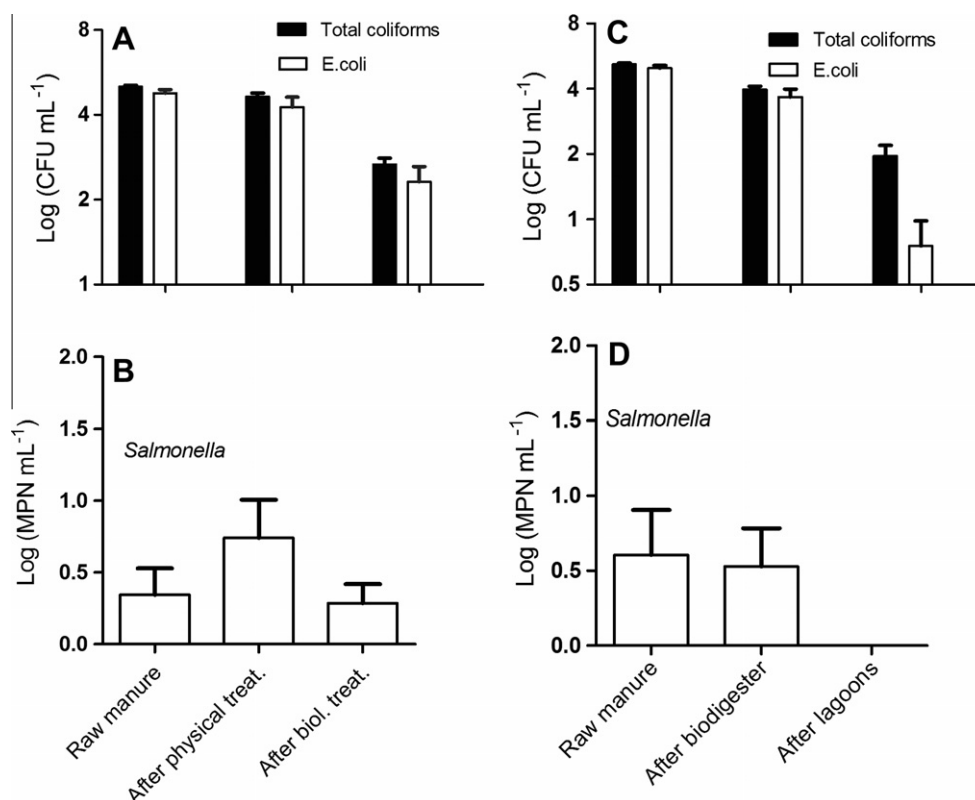 A
Total coliforms
E.coli
Log (CFU mL⁻¹)
8
4
2
1
C
Total coliforms
E.coli
Log (CFU mL⁻¹)
8
4
2
1
0.5
B
Salmonella
Log (MPN mL⁻¹)
2.0
1.5
1.0
0.5
0.0
Raw manure
After physical treat.
After biol. treat.
D
Salmonella
Log (MPN mL⁻¹)
2.0
1.5
1.0
0.5
0.0
Raw manure
After biodigester
After lagoons